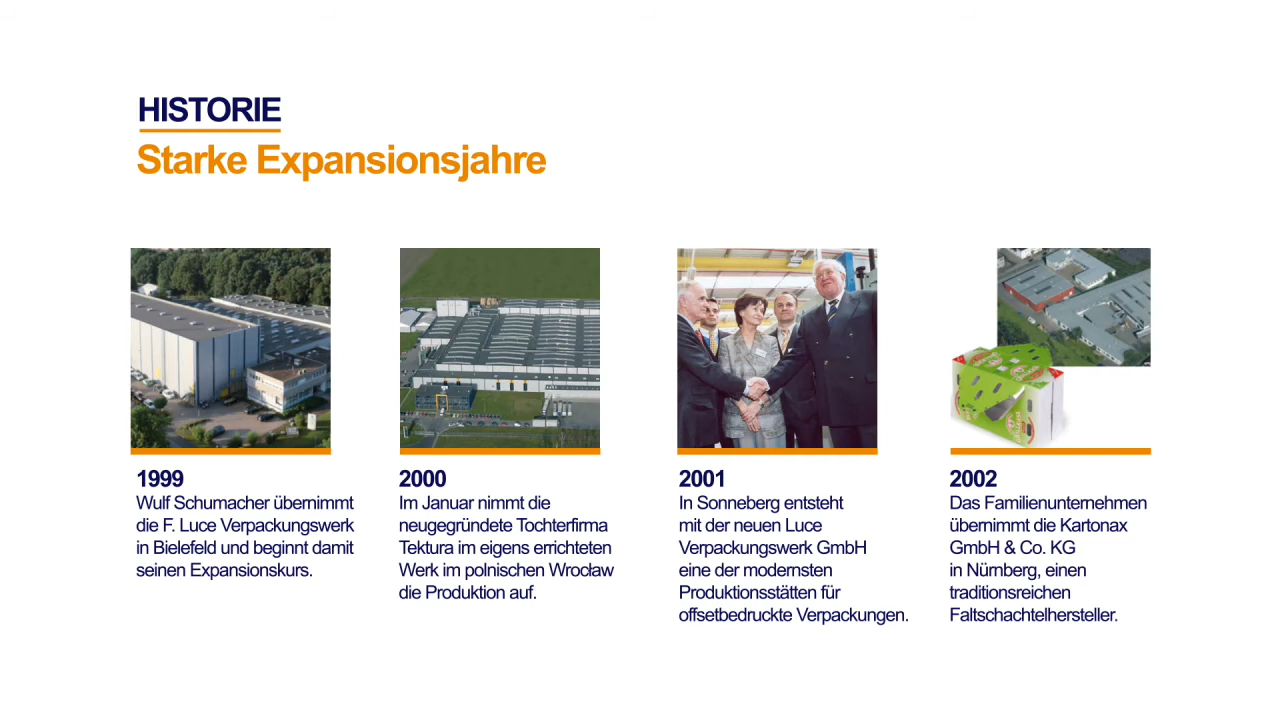 HISTORIE
Starke Expansionsjahre
1999
Wulf Schumacher übernimmt
die F. Luce Verpackungswerk
in Bielefeld und beginnt damit
seinen Expansionskurs.
2000
Im Januar nimmt die
neugegründete Tochterfirma
Tektura im eigens errichteten
Werk im polnischen Wrocław
die Produktion auf.
2001
In Sonneberg entsteht
mit der neuen Luce
Verpackungswerk GmbH
eine der modernsten
Produktionsstätten für
offsetbedruckte Verpackungen.
2002
Das Familienunternehmen
übernimmt die Kartonax
GmbH & Co. KG
in Nürnberg, einen
traditionsreichen
Faltschachtelhersteller.